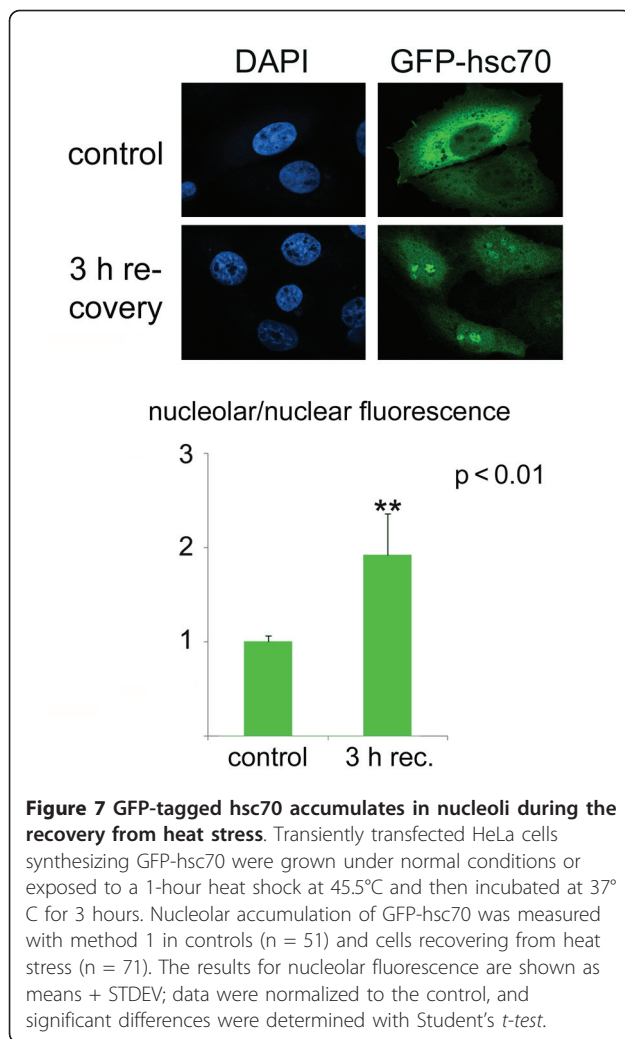 DAPI GFP-hsc70
control
3 h re-
covery
nucleolar/nuclear fluorescence
3
p < 0.01
**
2
1
control 3 h rec.
Figure 7 GFP-tagged hsc70 accumulates in nucleoli during the
recovery from heat stress. Transiently transfected HeLa cells
synthesizing GFP-hsc70 were grown under normal conditions or
exposed to a 1-hour heat shock at 45.5°C and then incubated at 37°
C for 3 hours. Nucleolar accumulation of GFP-hsc70 was measured
with method 1 in controls (n = 51) and cells recovering from heat
stress (n = 71). The results for nucleolar fluorescence are shown as
means + STDEV; data were normalized to the control, and
significant differences were determined with Student's t-test.